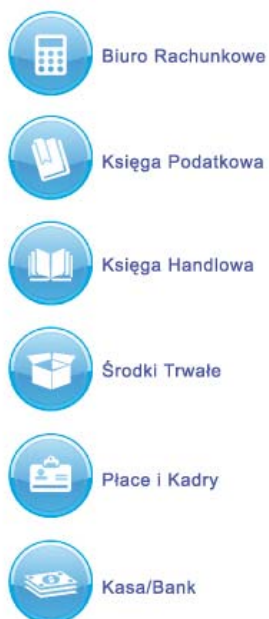 Biuro Rachunkowe
Księga Podatkowa
Księga Handlowa
Środki Trwałe
Płace i Kadry
Kasa/Bank